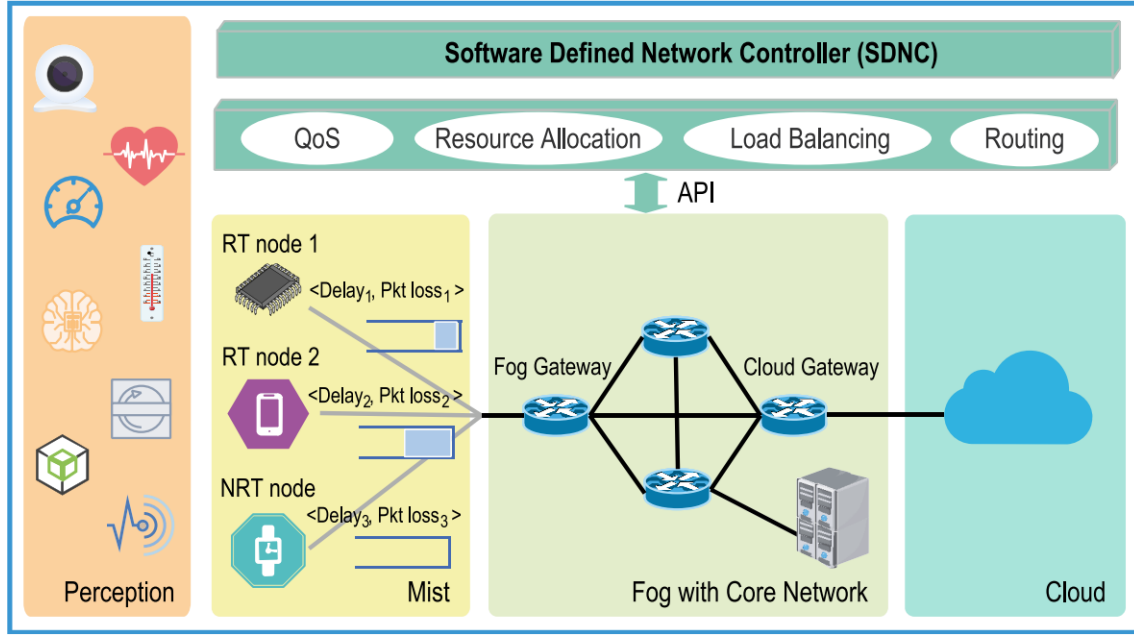 Software Defined Network Controller (SDNC)
QoS
Resource Allocation
Load Balancing
Routing
API
RT node 1
<Delay₁, Pkt loss₁ >
RT node 2
<Delay₂, Pkt loss₂ >
NRT node
<Delay₃, Pkt loss₃ >
Fog Gateway
Cloud Gateway
Perception
Mist
Fog with Core Network
Cloud